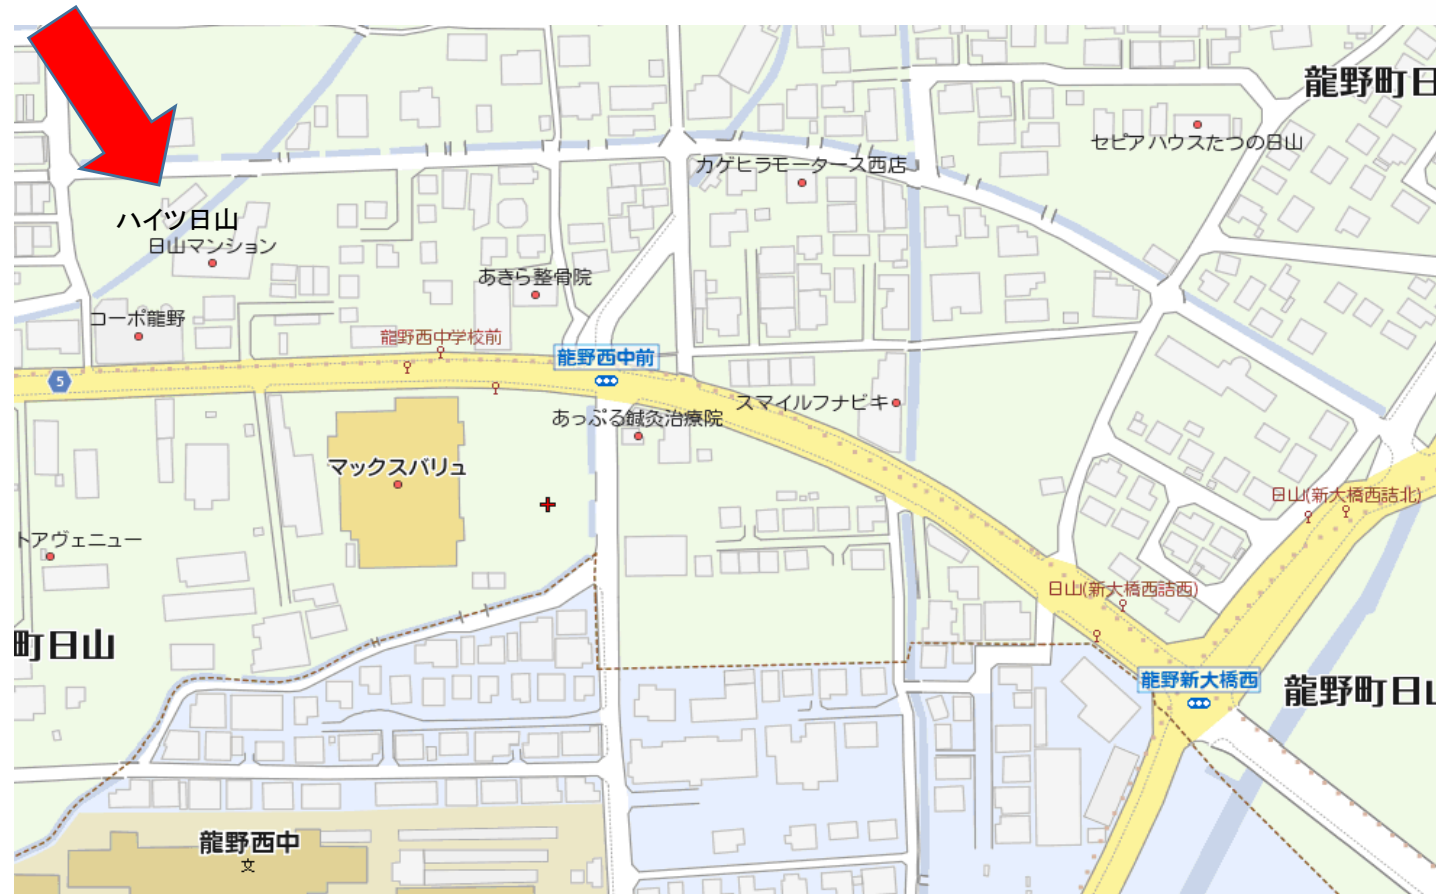 龍野町日
セピアハウスたつの日山
カゲヒラモータース西店
ハイツ日山
日山マンション
あきら整骨院
コーポ龍野
龍野西中学校前
龍野西中前
5
スマイルフナビキ
あっぷる鍼灸治療院
マックスバリュ
日山(新大橋西詰北)
トアヴェニュー
日山(新大橋西詰西)
町日山
龍野新大橋西
龍野町日山
龍野西中
文